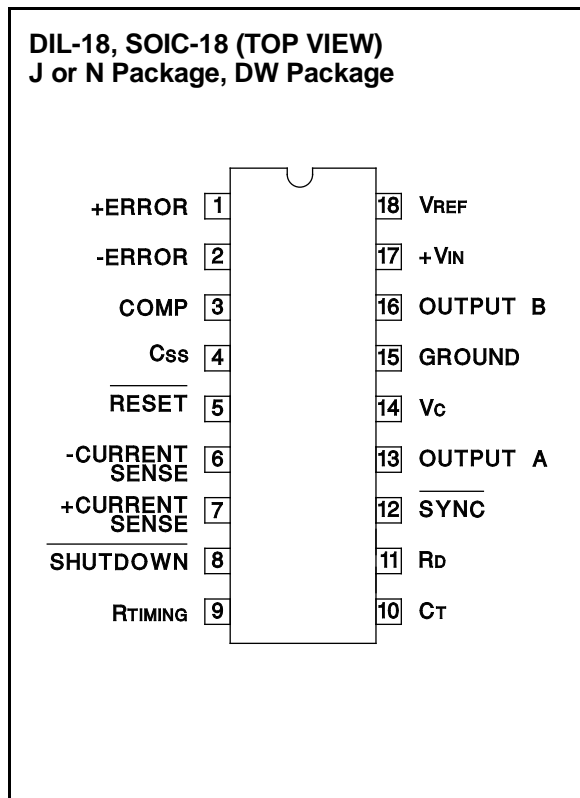 DIL-18, SOIC-18 (TOP VIEW)
J or N Package, DW Package
+ERROR 1
18 VREF
-ERROR 2
17 +VIN
COMP 3
16 OUTPUT B
CSS 4
15 GROUND
RESET 5
14 VC
-CURRENT SENSE 6
13 OUTPUT A
+CURRENT SENSE 7
12 SYNC
SHUTDOWN 8
11 RD
RTIMING 9
10 CT